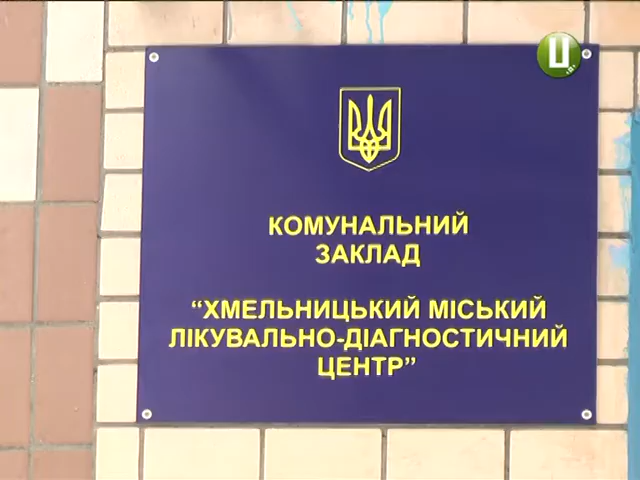 Ц
КОМУНАЛЬНИЙ
ЗАКЛАД
“ХМЕЛЬНИЦЬКИЙ МІСЬКИЙ
ЛІКУВАЛЬНО-ДІАГНОСТИЧНИЙ
ЦЕНТР”